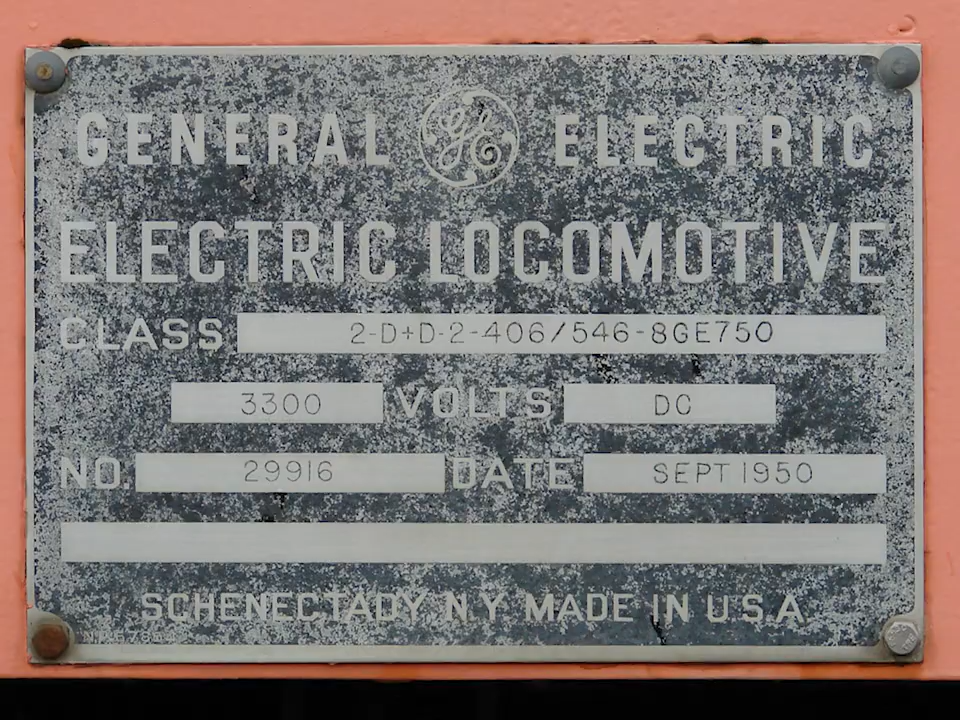 GENERAL GE ELECTRIC
ELECTRIC LOCOMOTIVE
CLASS 2-D+D-2-406/546-8GE750
3300 VOLTS DC
NO. 29916 DATE SEPT 1950
SCHENECTADY N.Y MADE IN U.S.A